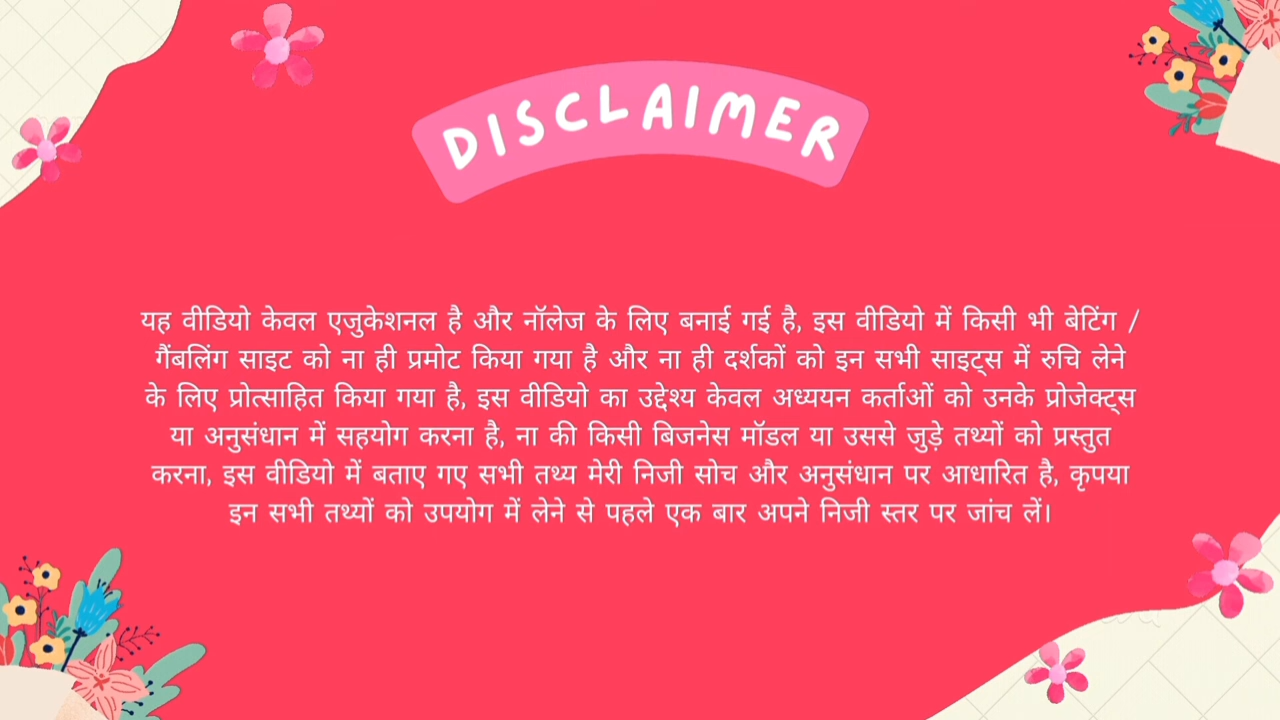 DISCLAIMER
यह वीडियो केवल एजुकेशनल है और नॉलेज के लिए बनाई गई है, इस वीडियो में किसी भी बेटिंग /
गैंबलिंग साइट को ना ही प्रमोट किया गया है और ना ही दर्शकों को इन सभी साइट्स में रुचि लेने
के लिए प्रोत्साहित किया गया है, इस वीडियो का उद्देश्य केवल अध्ययन कर्ताओं को उनके प्रोजेक्ट्स
या अनुसंधान में सहयोग करना है, ना की किसी बिजनेस मॉडल या उससे जुड़े तथ्यों को प्रस्तुत
करना, इस वीडियो में बताए गए सभी तथ्य मेरी निजी सोच और अनुसंधान पर आधारित है, कृपया
इन सभी तथ्यों को उपयोग में लेने से पहले एक बार अपने निजी स्तर पर जांच लें।